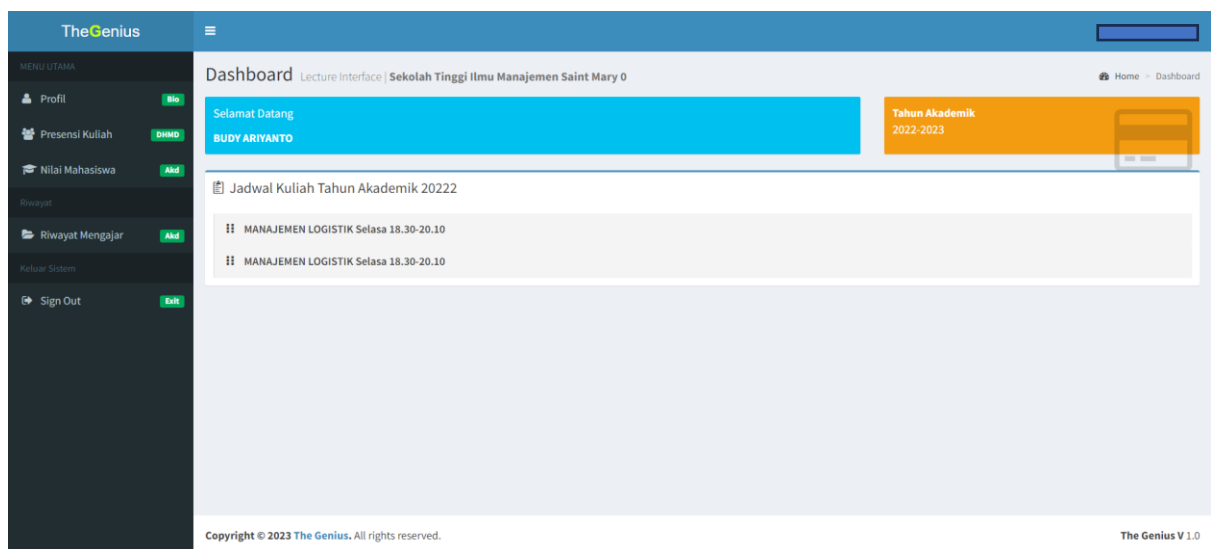 TheGenius
MENU UTAMA
Profil Bio
Presensi Kuliah DHMD
Nilai Mahasiswa Akd
Riwayat
Riwayat Mengajar Akd
Keluar Sistem
Sign Out Exit
Dashboard Lecture Interface | Sekolah Tinggi Ilmu Manajemen Saint Mary 0
Home > Dashboard
Selamat Datang
BUDY ARIYANTO
Tahun Akademik
2022-2023
Jadwal Kuliah Tahun Akademik 20222
MANAJEMEN LOGISTIK Selasa 18.30-20.10
MANAJEMEN LOGISTIK Selasa 18.30-20.10
Copyright © 2023 The Genius. All rights reserved.
The Genius V 1.0